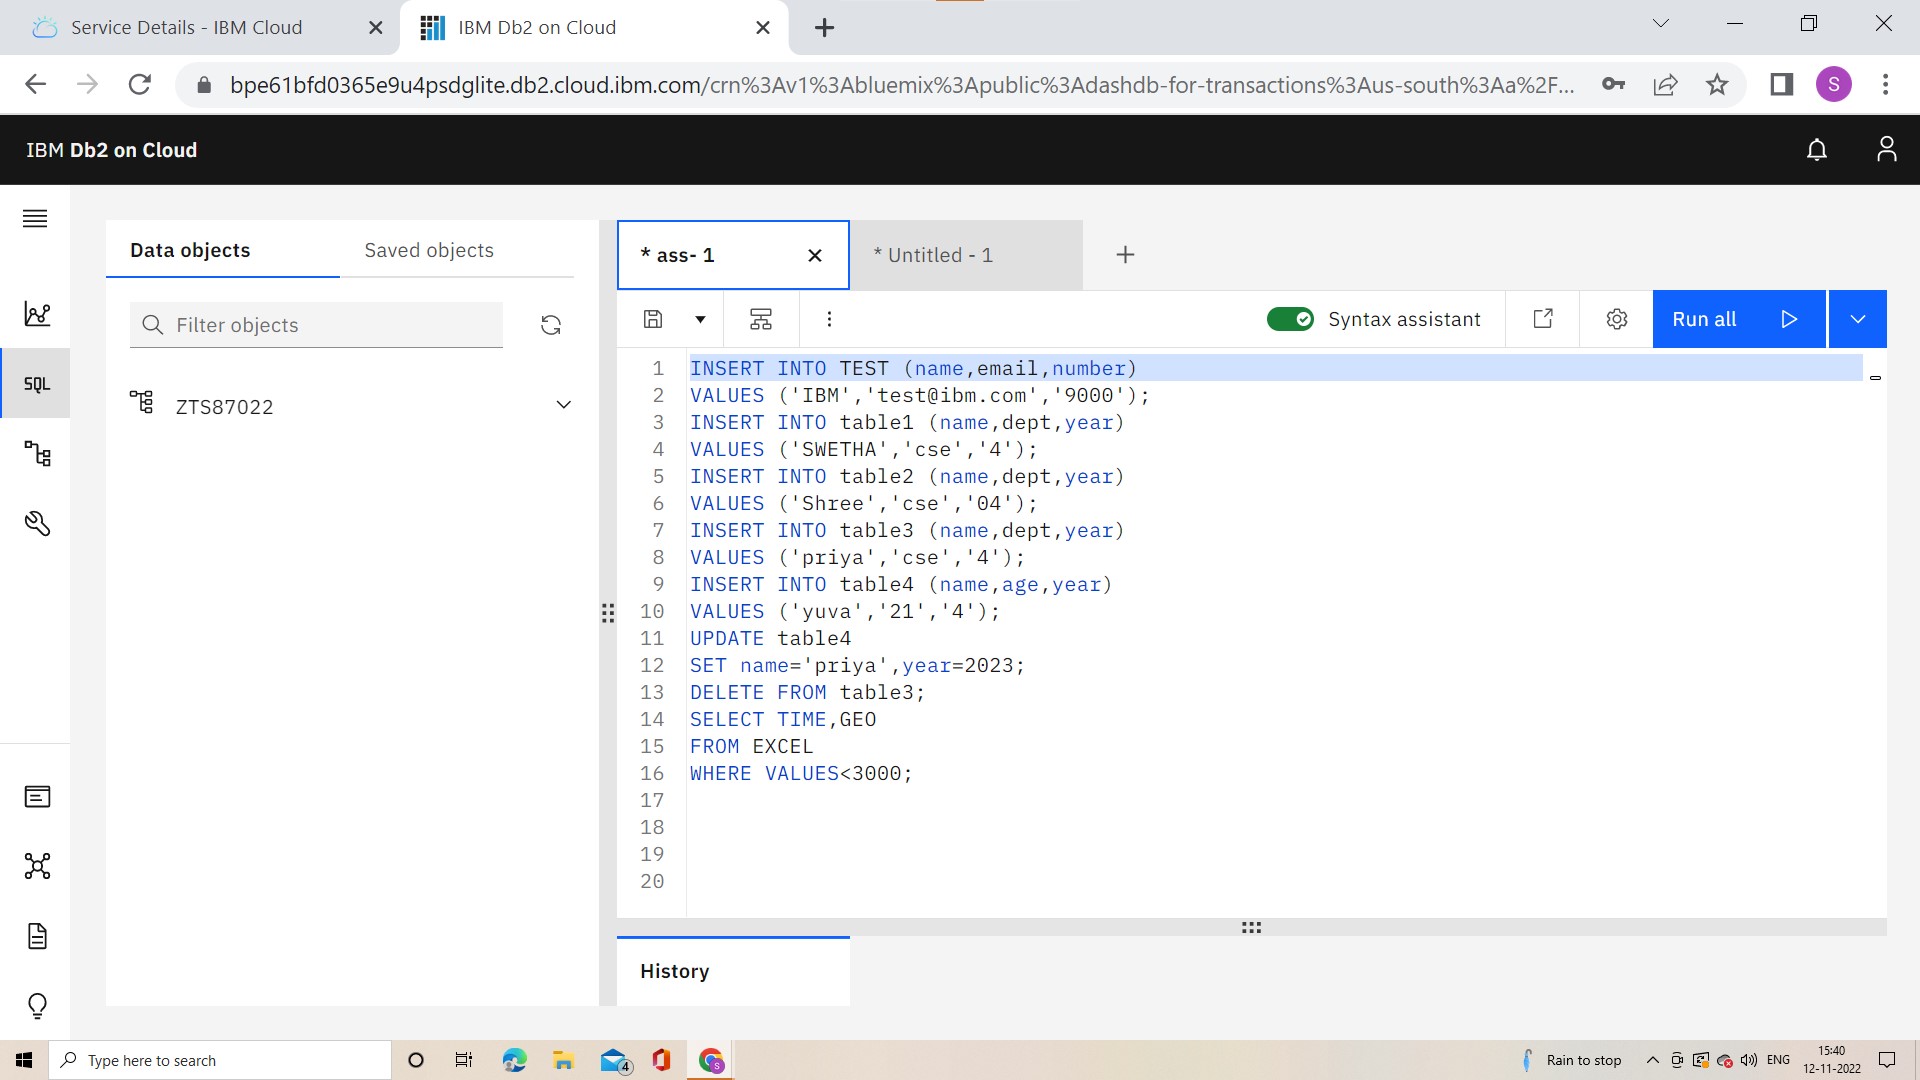 Service Details - IBM Cloud
IBM Db2 on Cloud
bpe61bfd0365e9u4psdglite.db2.cloud.ibm.com/crn%3Av1%3Abluemix%3Apublic%3Adashdb-for-transactions%3Aus-south%3Aa%2F...
S
IBM Db2 on Cloud
Data objects
Saved objects
* ass- 1
* Untitled - 1
Filter objects
Syntax assistant
Run all
SQL
ZTS87022
1 INSERT INTO TEST (name,email,number)
2 VALUES ('IBM','test@ibm.com','9000');
3 INSERT INTO table1 (name,dept,year)
4 VALUES ('SWETHA','cse','4');
5 INSERT INTO table2 (name,dept,year)
6 VALUES ('Shree','cse','04');
7 INSERT INTO table3 (name,dept,year)
8 VALUES ('priya','cse','4');
9 INSERT INTO table4 (name,age,year)
10 VALUES ('yuva','21','4');
11 UPDATE table4
12 SET name='priya',year=2023;
13 DELETE FROM table3;
14 SELECT TIME,GEO
15 FROM EXCEL
16 WHERE VALUES<3000;
17
18
19
20
History
Type here to search
4
S
Rain to stop
ENG
15:40
12-11-2022